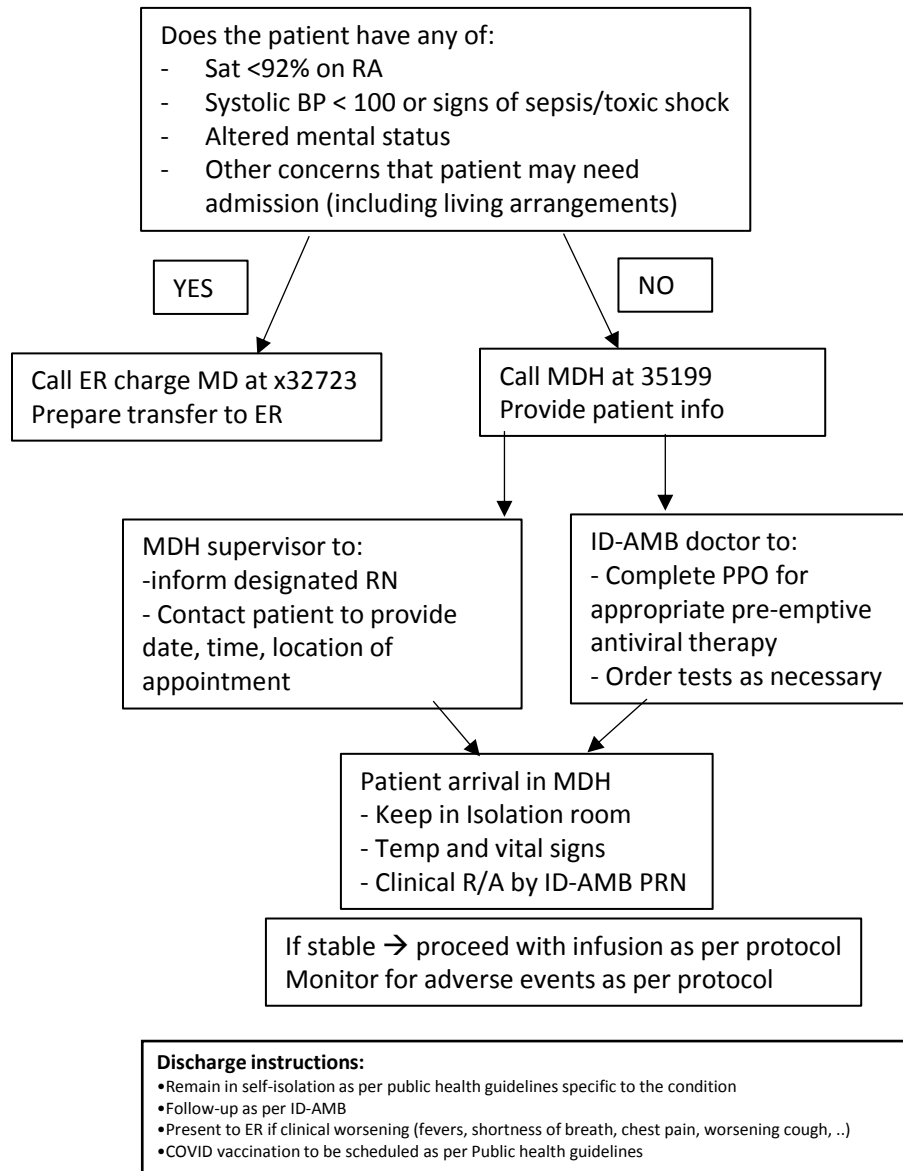 Does the patient have any of:
- Sat <92% on RA
- Systolic BP < 100 or signs of sepsis/toxic shock
- Altered mental status
- Other concerns that patient may need
admission (including living arrangements)
YES
NO
Call ER charge MD at x32723
Prepare transfer to ER
Call MDH at 35199
Provide patient info
MDH supervisor to:
-inform designated RN
- Contact patient to provide
date, time, location of
appointment
ID-AMB doctor to:
- Complete PPO for
appropriate pre-emptive
antiviral therapy
- Order tests as necessary
Patient arrival in MDH
- Keep in Isolation room
- Temp and vital signs
- Clinical R/A by ID-AMB PRN
If stable → proceed with infusion as per protocol
Monitor for adverse events as per protocol
Discharge instructions:
•Remain in self-isolation as per public health guidelines specific to the condition
•Follow-up as per ID-AMB
•Present to ER if clinical worsening (fevers, shortness of breath, chest pain, worsening cough, ..)
•COVID vaccination to be scheduled as per Public health guidelines